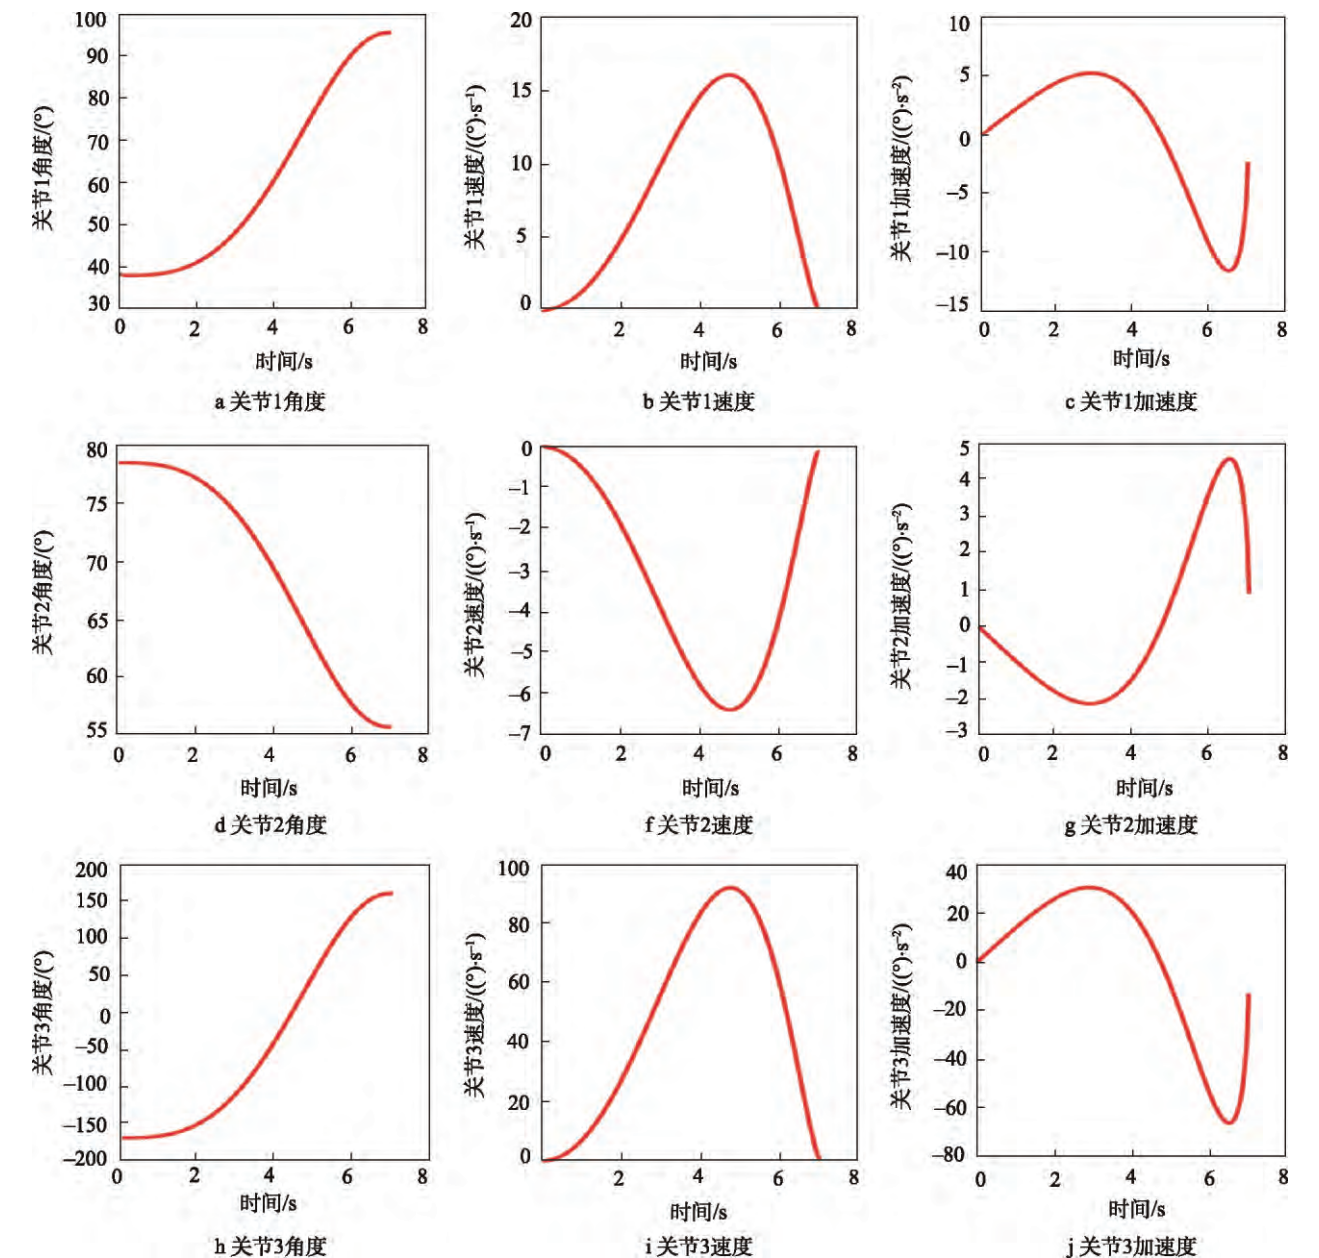 100
90
80
70
60
50
40
30
0 2 4 6 8
关节1角度/(°)
时间/s
a 关节1角度
20
15
10
5
0
2 4 6 8
关节1速度/((°)·s⁻¹)
时间/s
b 关节1速度
10
5
0
−5
−10
−15
0 2 4 6 8
关节1加速度/((°)·s⁻²)
时间/s
c 关节1加速度
80
75
70
65
60
55
0 2 4 6 8
关节2角度/(°)
时间/s
d 关节2角度
0
−1
−2
−3
−4
−5
−6
−7
0 2 4 6 8
关节2速度/((°)·s⁻¹)
时间/s
f 关节2速度
5
4
3
2
1
0
−1
−2
−3
0 2 4 6 8
关节2加速度/((°)·s⁻²)
时间/s
g 关节2加速度
200
150
100
50
0
−50
−100
−150
−200
0 2 4 6 8
关节3角度/(°)
时间/s
h 关节3角度
100
80
60
40
20
0
2 4 6 8
关节3速度/((°)·s⁻¹)
时间/s
i 关节3速度
40
20
0
−20
−40
−60
−80
0 2 4 6 8
关节3加速度/((°)·s⁻²)
时间/s
j 关节3加速度